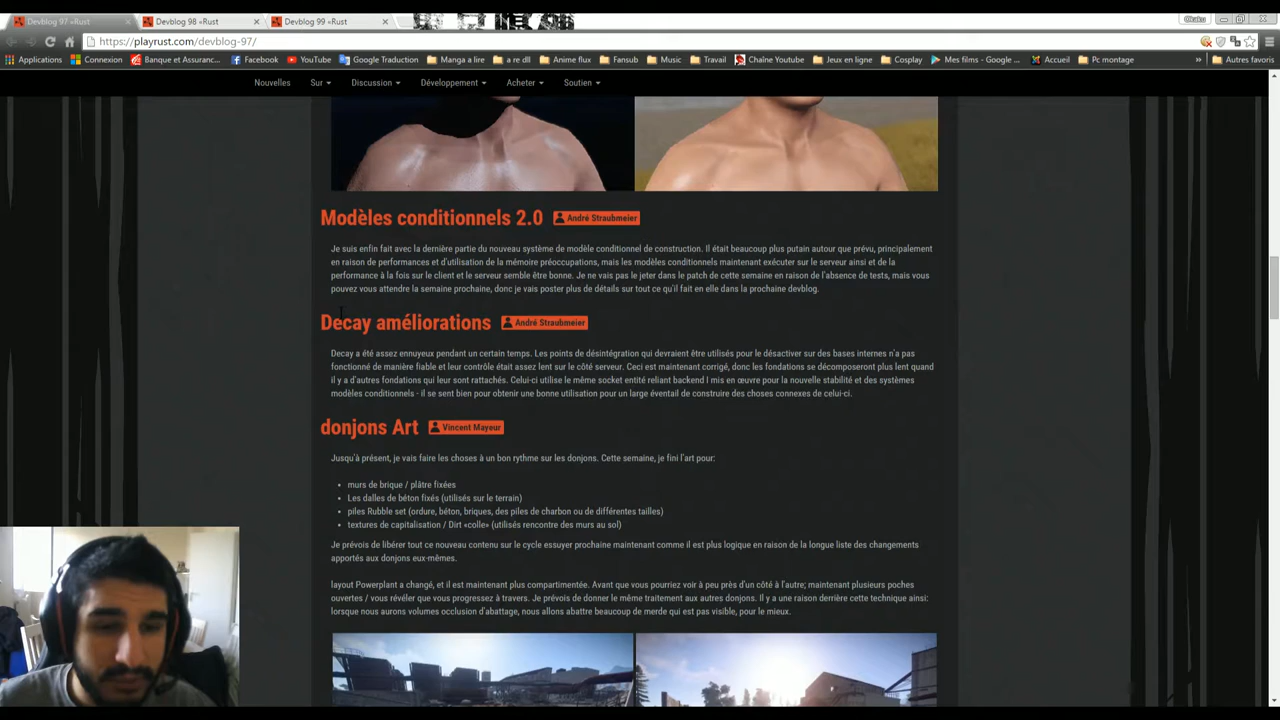 Devblog 97 «Rust
Devblog 98 «Rust
Devblog 99 «Rust
Otaku
https://playrust.com/devblog-97/
Applications Connexion Banque et Assuranc... Facebook YouTube Google Traduction Manga a lire a re dl Anime flux Fansub Music Travail Chaîne Youtube Jeux en ligne Cosplay Mes films - Google ... Accueil Pc montage » Autres favoris
Nouvelles Sur Discussion Développement Acheter Soutien
Modèles conditionnels 2.0 André Straubmeier
Je suis enfin fait avec la dernière partie du nouveau système de modèle conditionnel de construction. Il était beaucoup plus putain autour que prévu, principalement
en raison de performances et d'utilisation de la mémoire préoccupations, mais les modèles conditionnels maintenant exécuter sur le serveur ainsi et de la
performance à la fois sur le client et le serveur semble être bonne. Je ne vais pas le jeter dans le patch de cette semaine en raison de l'absence de tests, mais vous
pouvez vous attendre la semaine prochaine, donc je vais poster plus de détails sur tout ce qu'il fait en elle dans la prochaine devblog.
Decay améliorations André Straubmeier
Decay a été assez ennuyeux pendant un certain temps. Les points de désintégration qui devraient être utilisés pour le désactiver sur des bases internes n'a pas
fonctionné de manière fiable et leur contrôle était assez lent sur le côté serveur. Ceci est maintenant corrigé, donc les fondations se décomposeront plus lent quand
il y a d'autres fondations qui leur sont rattachés. Celui-ci utilise le même socket entité reliant backend I mis en œuvre pour la nouvelle stabilité et des systèmes
modèles conditionnels - il se sent bien pour obtenir une bonne utilisation pour un large éventail de construire des choses connexes de celui-ci.
donjons Art Vincent Mayeur
Jusqu'à présent, je vais faire les choses à un bon rythme sur les donjons. Cette semaine, je fini l'art pour:
• murs de brique / plâtre fixées
• Les dalles de béton fixés (utilisés sur le terrain)
• piles Rubble set (ordure, béton, briques, des piles de charbon ou de différentes tailles)
• textures de capitalisation / Dirt «colle» (utilisés rencontre des murs au sol)
Je prévois de libérer tout ce nouveau contenu sur le cycle essuyer prochaine maintenant comme il est plus logique en raison de la longue liste des changements
apportés aux donjons eux-mêmes.
layout Powerplant a changé, et il est maintenant plus compartimentée. Avant que vous pourriez voir à peu près d'un côté à l'autre; maintenant plusieurs poches
ouvertes / vous révéler que vous progressez à travers. Je prévois de donner le même traitement aux autres donjons. Il y a une raison derrière cette technique ainsi:
lorsque nous aurons volumes occlusion d'abattage, nous allons abattre beaucoup de merde qui est pas visible, pour le mieux.